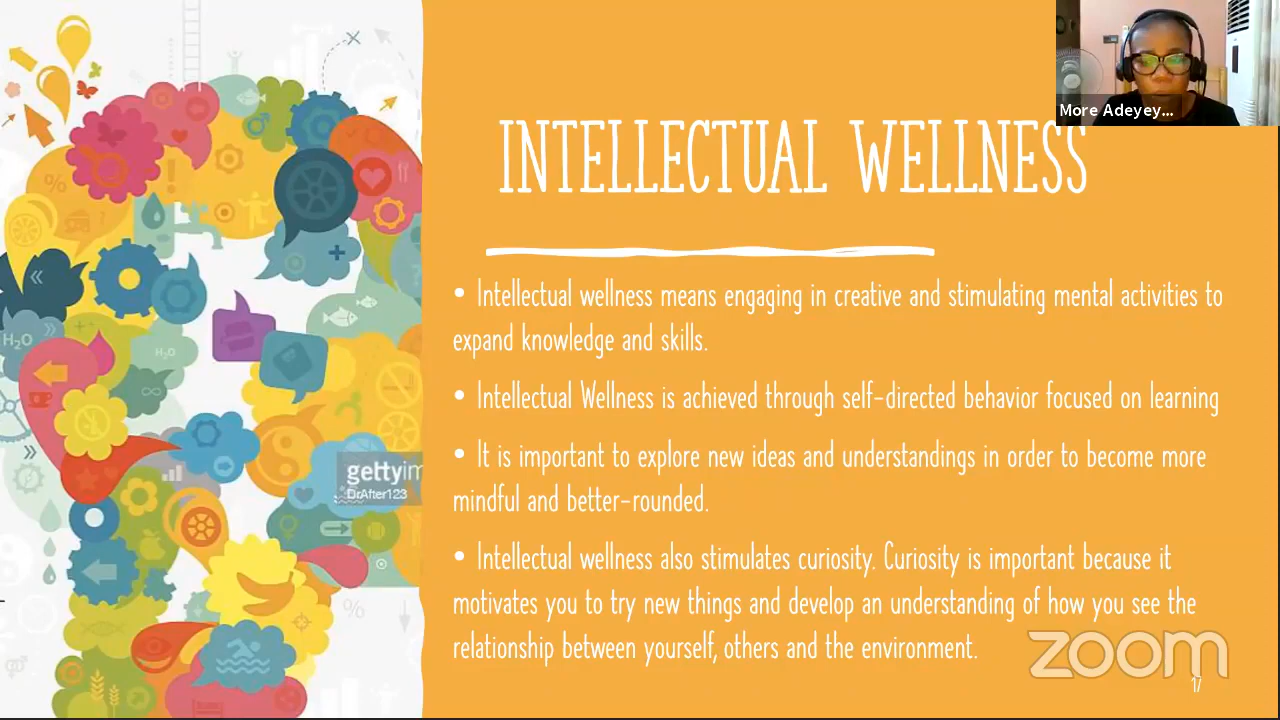 More Adeyey...
INTELLECTUAL WELLNESS
• Intellectual wellness means engaging in creative and stimulating mental activities to
expand knowledge and skills.
• Intellectual Wellness is achieved through self-directed behavior focused on learning
• It is important to explore new ideas and understandings in order to become more
mindful and better-rounded.
• Intellectual wellness also stimulates curiosity. Curiosity is important because it
motivates you to try new things and develop an understanding of how you see the
relationship between yourself, others and the environment.
zoom
17
gettyim
DrAfter123
%
H₂O
H₂O
%